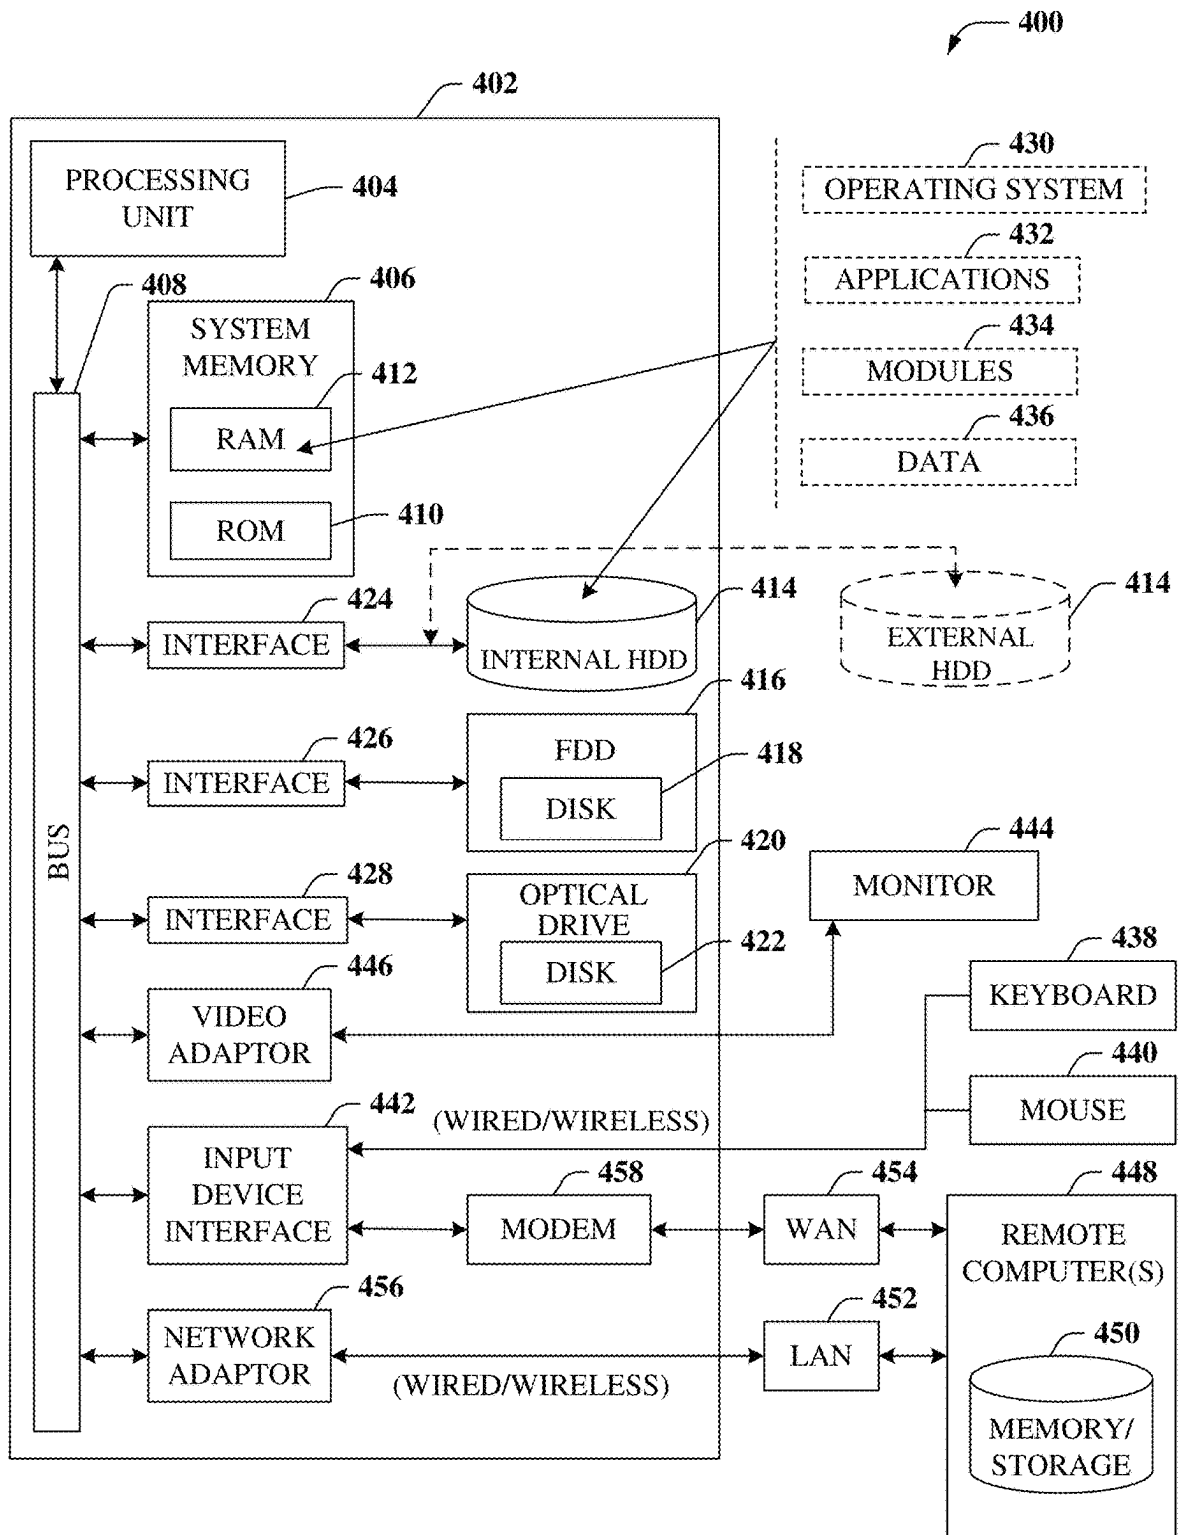 400
402
PROCESSING
UNIT
404
430
OPERATING SYSTEM
432
APPLICATIONS
434
MODULES
436
DATA
408
406
SYSTEM
MEMORY
412
RAM
410
ROM
424
INTERFACE
414
INTERNAL HDD
414
EXTERNAL
HDD
426
INTERFACE
416
FDD
418
DISK
BUS
428
INTERFACE
420
OPTICAL
DRIVE
422
DISK
444
MONITOR
446
VIDEO
ADAPTOR
438
KEYBOARD
440
MOUSE
442
INPUT
DEVICE
INTERFACE
(WIRED/WIRELESS)
458
MODEM
454
WAN
448
REMOTE
COMPUTER(S)
456
NETWORK
ADAPTOR
(WIRED/WIRELESS)
452
LAN
450
MEMORY/
STORAGE